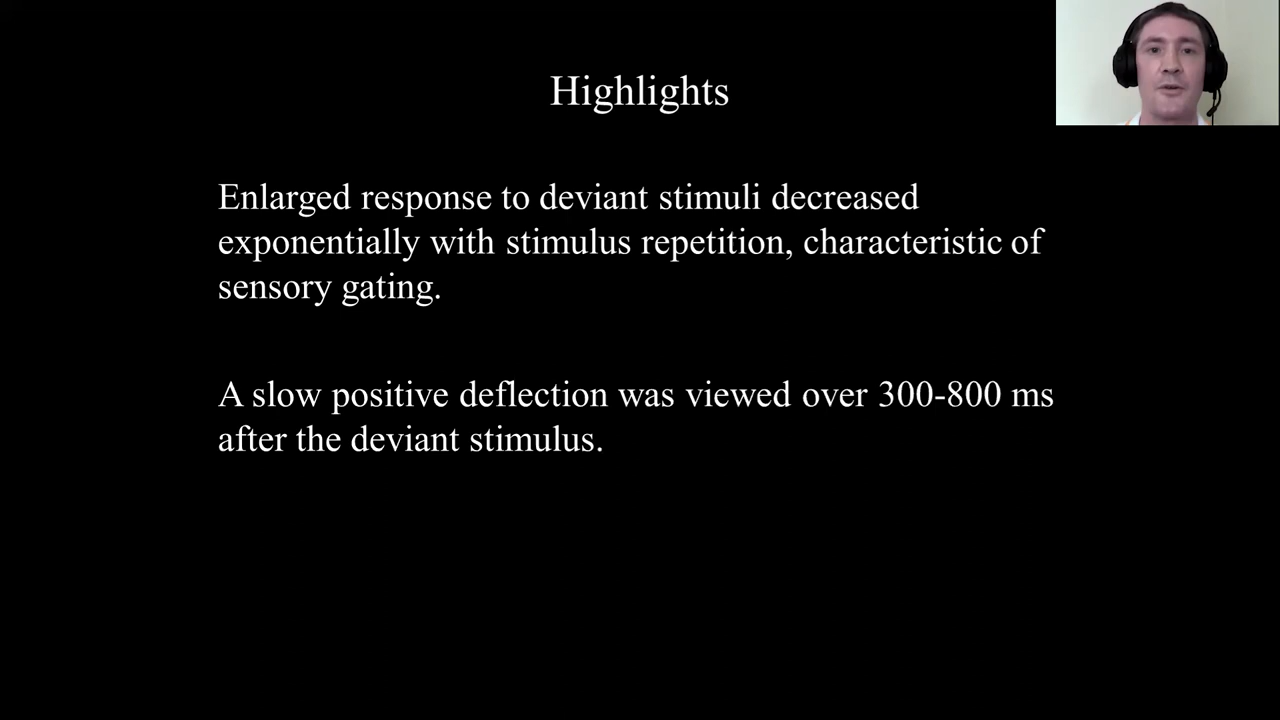 Highlights
Enlarged response to deviant stimuli decreased
exponentially with stimulus repetition, characteristic of
sensory gating.
A slow positive deflection was viewed over 300-800 ms
after the deviant stimulus.